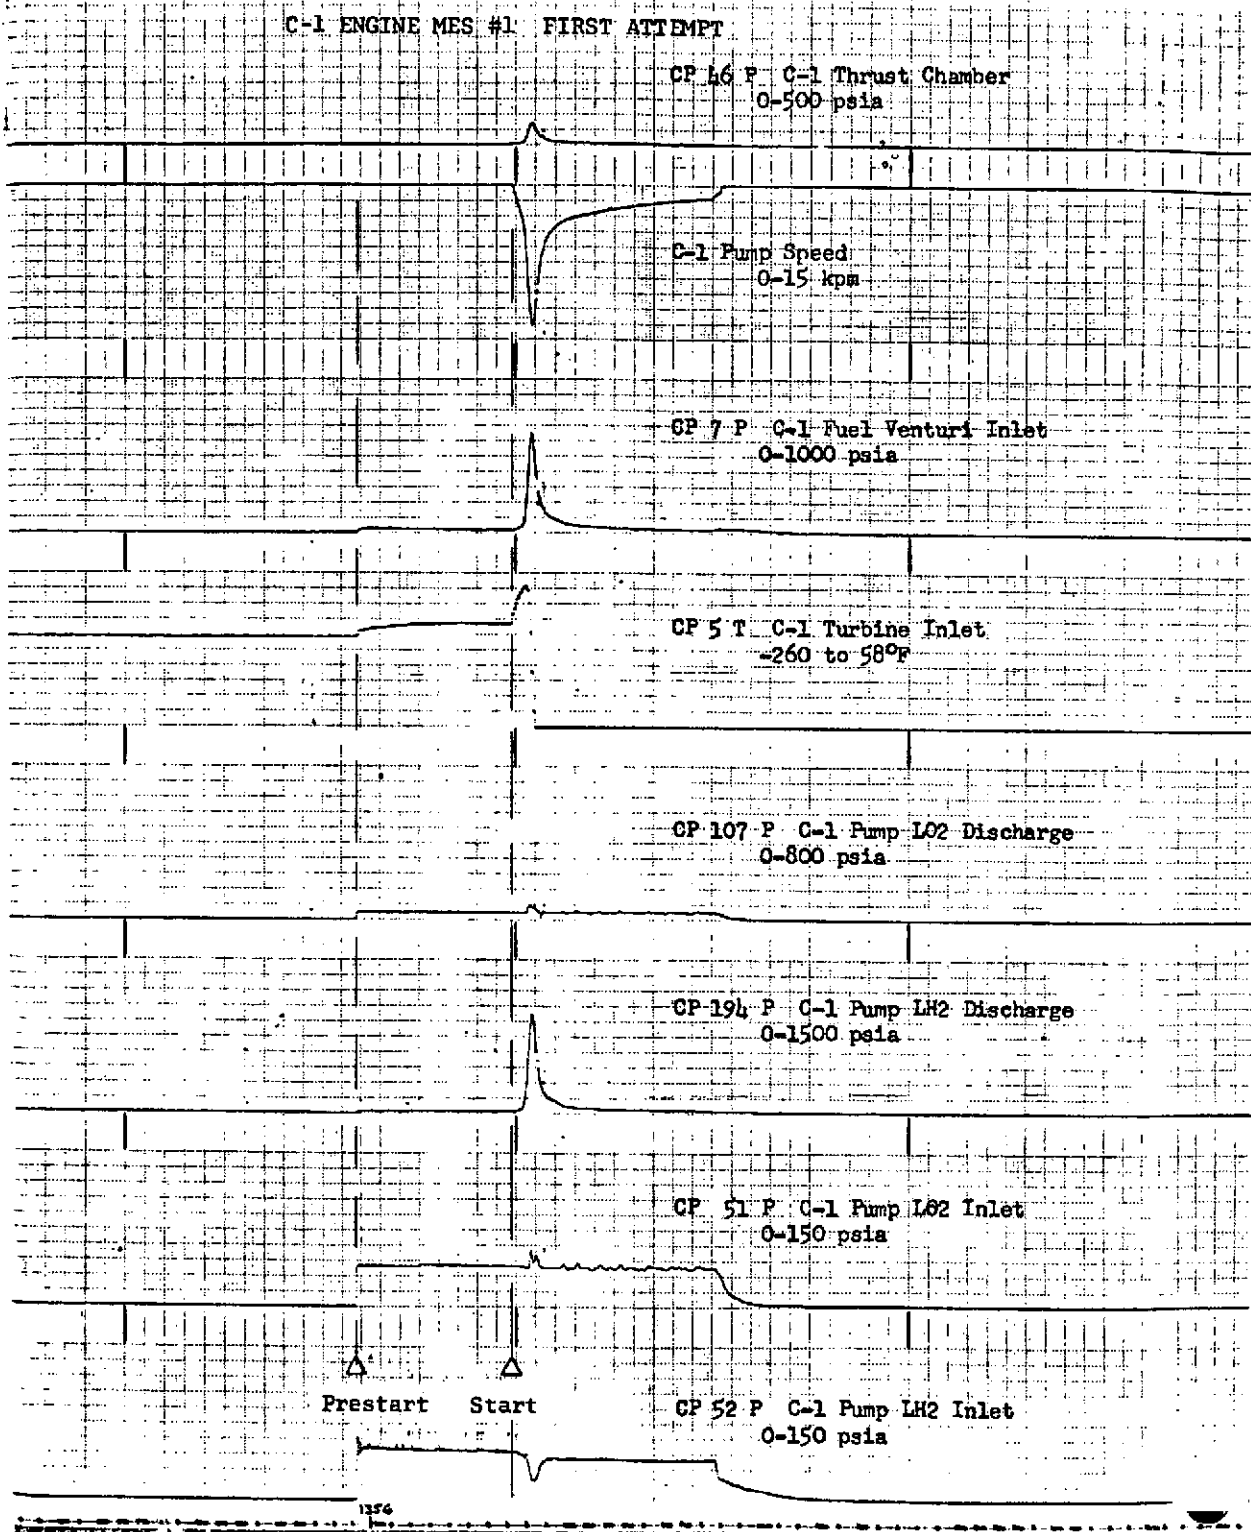 C-1 ENGINE MES #1 FIRST ATTEMPT
CP 46 P C-1 Thrust Chamber
0-500 psia
C-1 Pump Speed
0-15 kpm
CP 7 P C-1 Fuel Venturi Inlet
0-1000 psia
CP 5 T C-1 Turbine Inlet
-260 to 58°F
CP 107 P C-1 Pump LO2 Discharge
0-800 psia
CP 194 P C-1 Pump LH2 Discharge
0-1500 psia
CP 51 P C-1 Pump LO2 Inlet
0-150 psia
Prestart Start
CP 52 P C-1 Pump LH2 Inlet
0-150 psia
1356